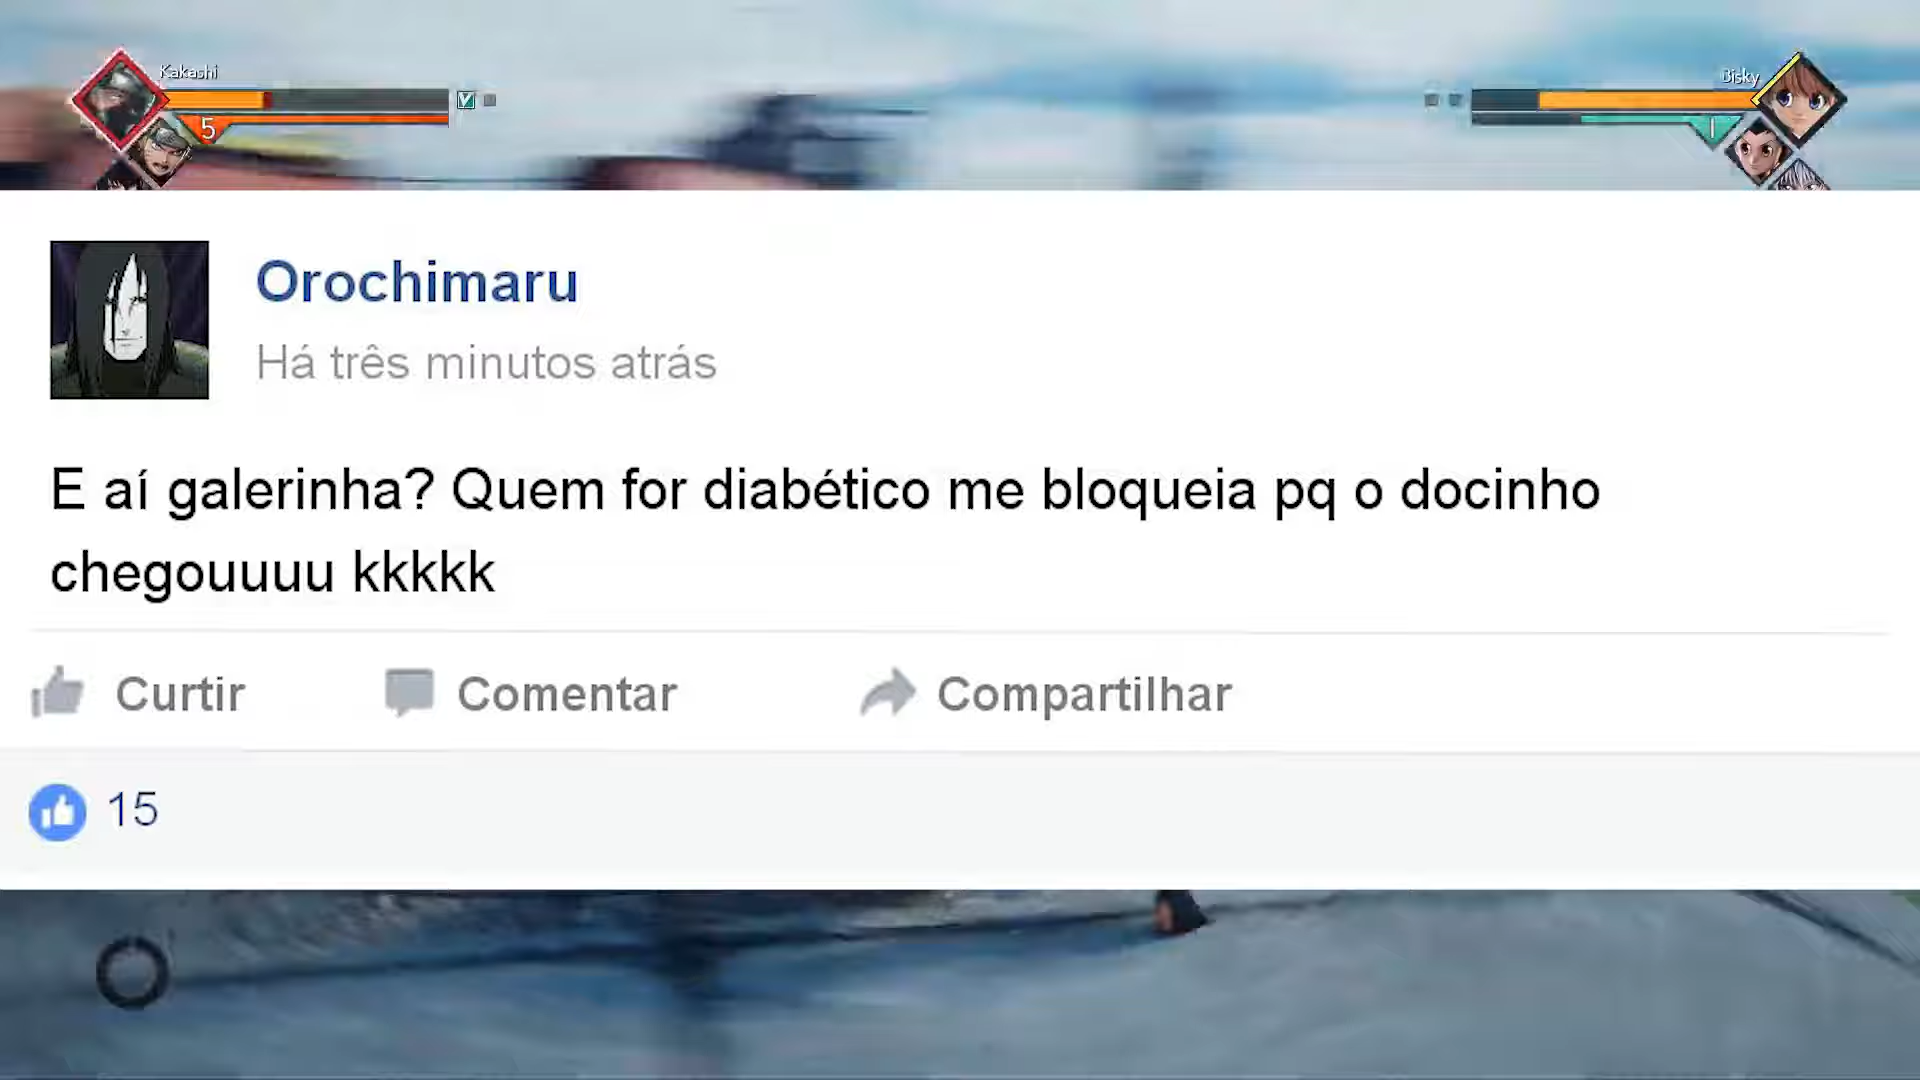 Kakashi
5
Bisky
1
Orochimaru
Há três minutos atrás
E aí galerinha? Quem for diabético me bloqueia pq o docinho
chegouuuu kkkkk
Curtir
Comentar
Compartilhar
15